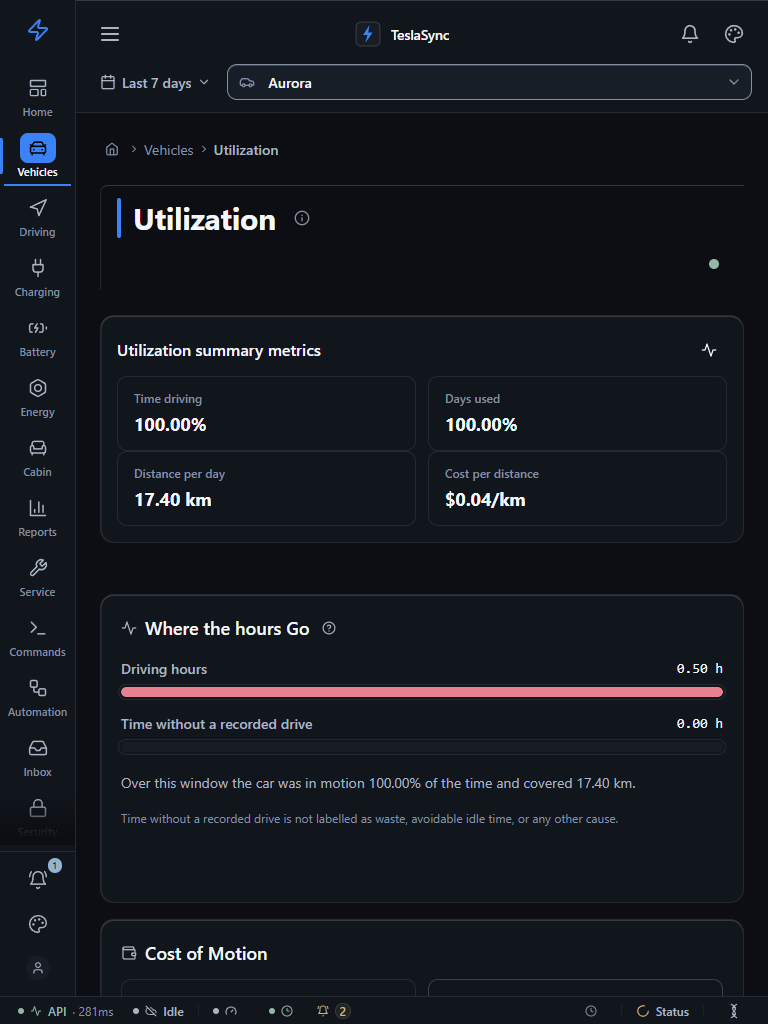 TeslaSync
Last 7 days
Aurora
Home
Vehicles
Driving
Charging
Battery
Energy
Cabin
Reports
Service
Commands
Automation
Inbox
Security
1
Vehicles
Utilization
Utilization
Utilization summary metrics
Time driving
100.00%
Days used
100.00%
Distance per day
17.40 km
Cost per distance
$0.04/km
Where the hours Go
Driving hours 0.50 h
Time without a recorded drive 0.00 h
Over this window the car was in motion 100.00% of the time and covered 17.40 km.
Time without a recorded drive is not labelled as waste, avoidable idle time, or any other cause.
Cost of Motion
API · 281ms
Idle
2
Status